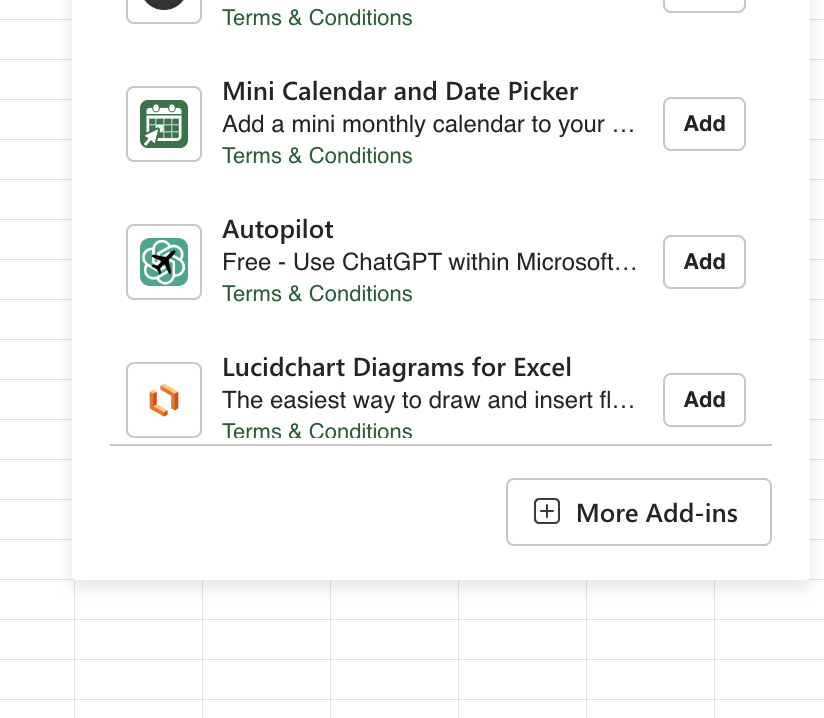 Terms & Conditions
Mini Calendar and Date Picker
Add a mini monthly calendar to your ...
Terms & Conditions
Add
Autopilot
Free - Use ChatGPT within Microsoft...
Terms & Conditions
Add
Lucidchart Diagrams for Excel
The easiest way to draw and insert fl...
Terms & Conditions
Add
More Add-ins